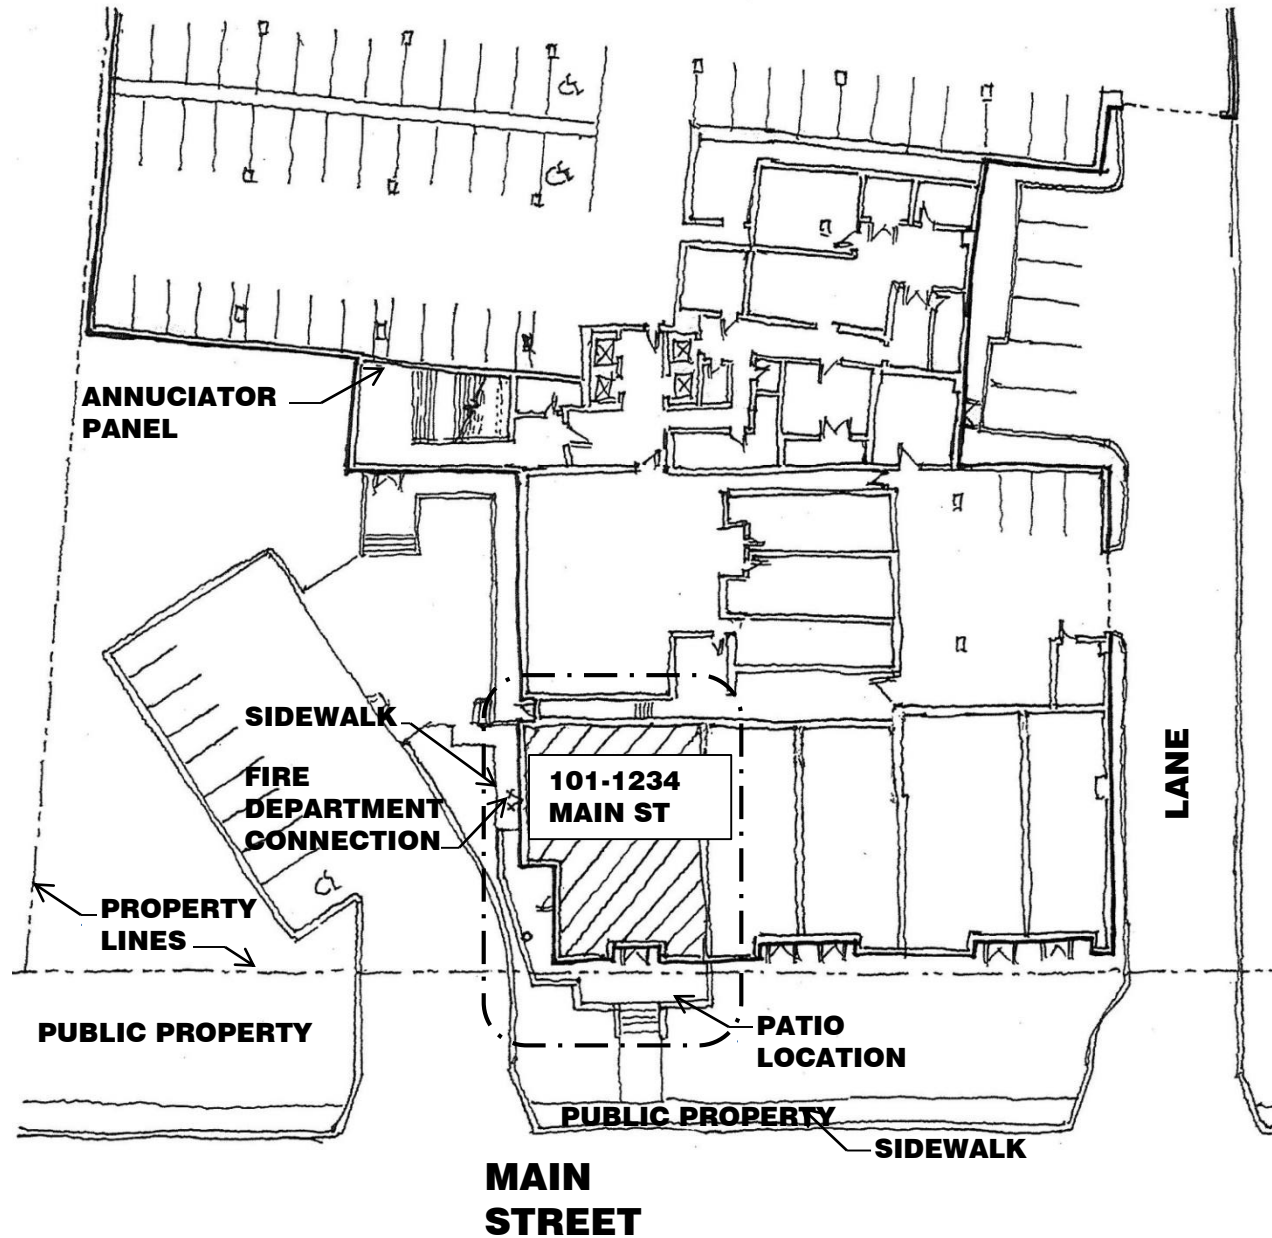 ANNUCIATOR
PANEL
SIDEWALK
FIRE
DEPARTMENT
CONNECTION
101-1234
MAIN ST
LANE
PROPERTY
LINES
PUBLIC PROPERTY
PATIO
LOCATION
PUBLIC PROPERTY
SIDEWALK
MAIN
STREET